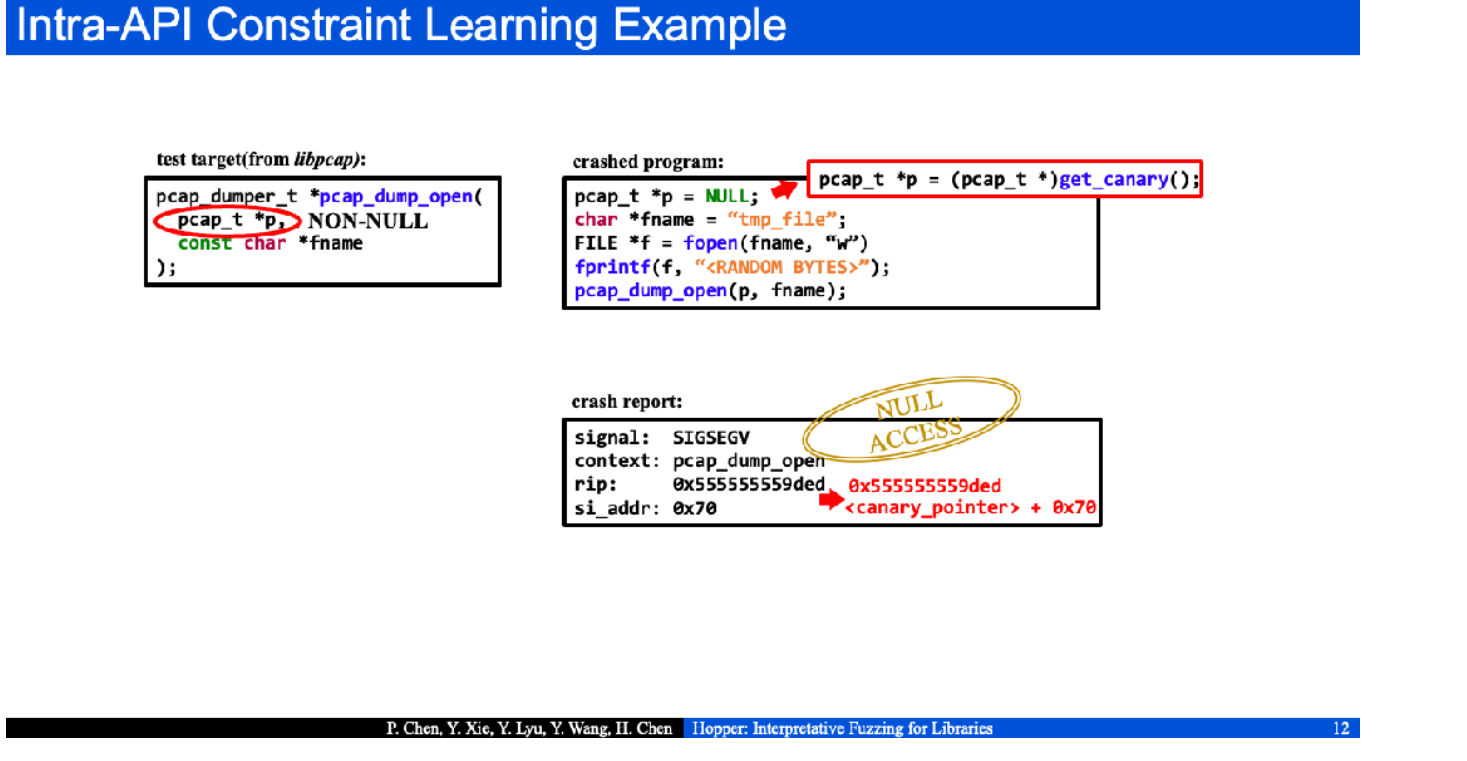 Intra-API Constraint Learning Example
test target(from libpcap):
pcap_dumper_t *pcap_dump_open(
pcap_t *p, NON-NULL
const char *fname
);
crashed program:
pcap_t *p = (pcap_t *)get_canary();
pcap_t *p = NULL;
char *fname = “tmp_file”;
FILE *f = fopen(fname, “w”)
fprintf(f, “<RANDOM BYTES>”);
pcap_dump_open(p, fname);
crash report:
NULL
ACCESS
signal: SIGSEGV
context: pcap_dump_open
rip: 0x555555559ded 0x555555559ded
si_addr: 0x70 <canary_pointer> + 0x70
P. Chen, Y. Xie, Y. Lyu, Y. Wang, H. Chen Hopper: Interpretative Fuzzing for Libraries 12